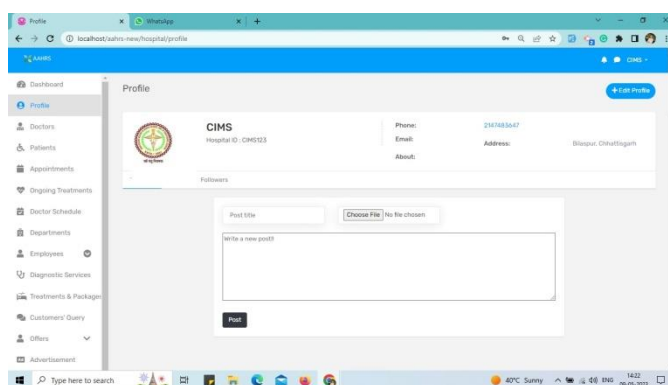 Profile
WhatsApp
localhost/aahrs-new/hospital/profile
AAHRS
CIMS
Dashboard
Profile
Doctors
Patients
Appointments
Ongoing Treatments
Doctor Schedule
Departments
Employees
Diagnostic Services
Treatments & Packages
Customers' Query
Offers
Advertisement
Profile
+Edit Profile
CIMS
Hospital ID : CIMS123
Phone:
2147483647
Email:
Address:
Bilaspur, Chhattisgarh
About:
Followers
Post title
Choose File No file chosen
Write a new post!!
Post
Type here to search
40°C Sunny
ENG
14:22
09-05-2023